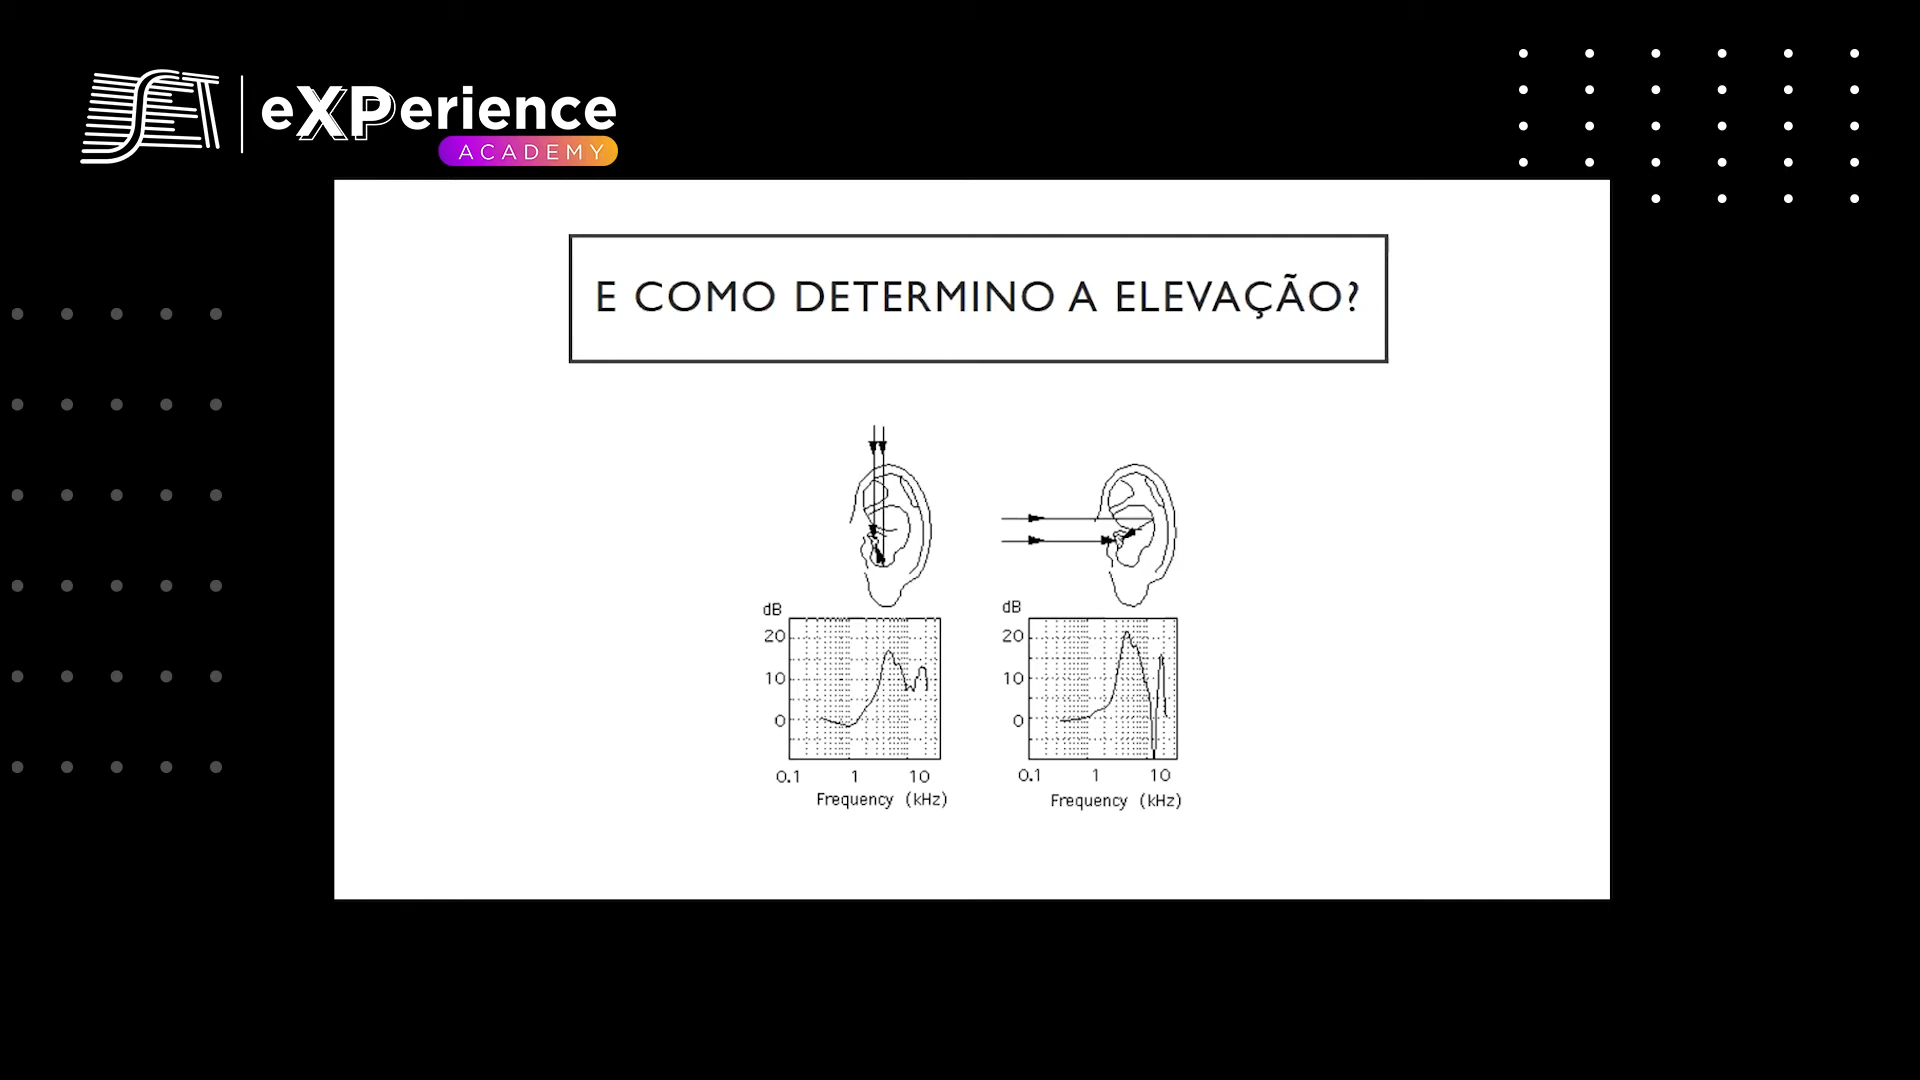 SET eXPerience
ACADEMY
E COMO DETERMINO A ELEVAÇÃO?
dB
20
10
0
0.1 1 10
Frequency (kHz)
dB
20
10
0
0.1 1 10
Frequency (kHz)